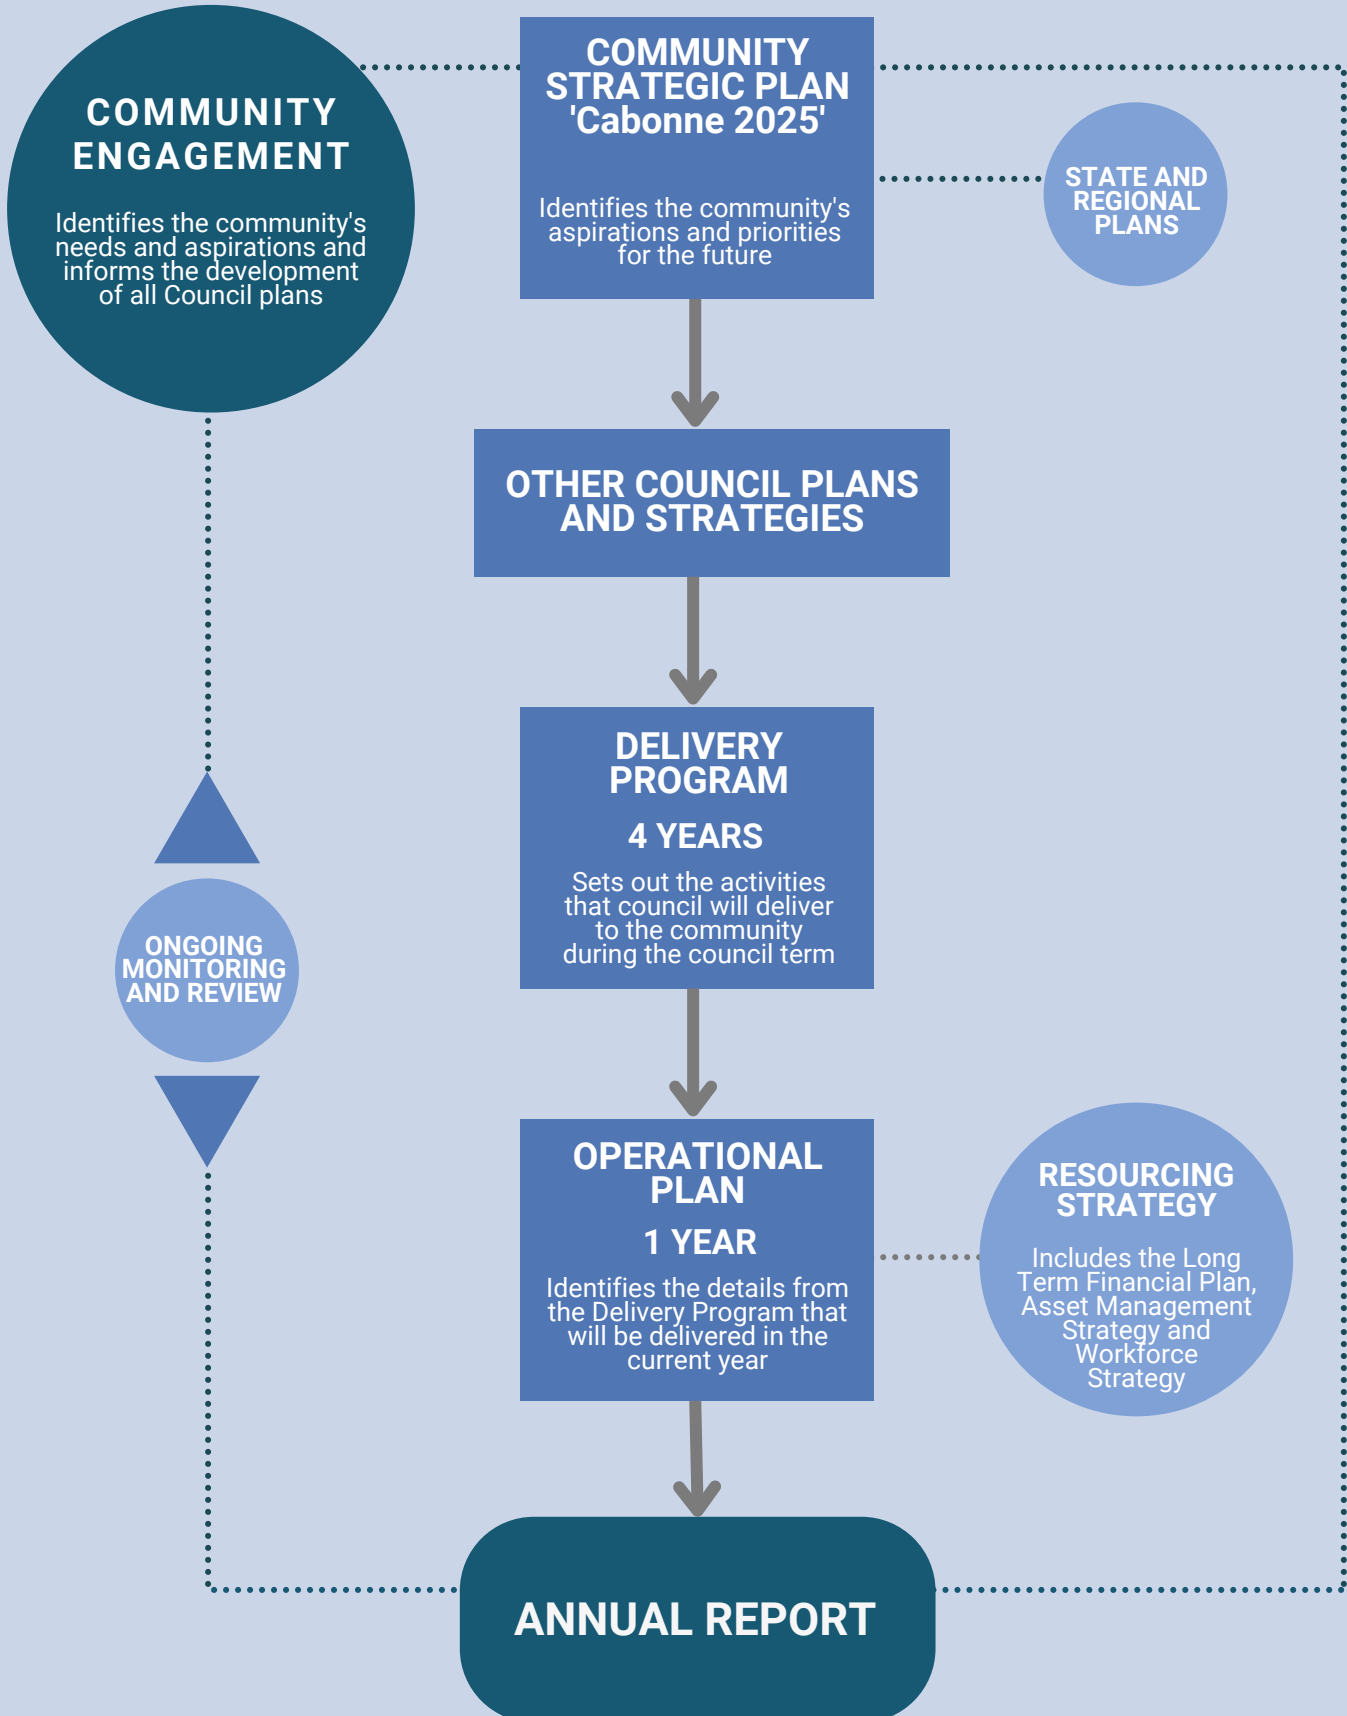 COMMUNITY
ENGAGEMENT
Identifies the community's
needs and aspirations and
informs the development
of all Council plans
COMMUNITY
STRATEGIC PLAN
'Cabonne 2025'
Identifies the community's
aspirations and priorities
for the future
STATE AND
REGIONAL
PLANS
OTHER COUNCIL PLANS
AND STRATEGIES
DELIVERY
PROGRAM
4 YEARS
Sets out the activities
that council will deliver
to the community
during the council term
ONGOING
MONITORING
AND REVIEW
OPERATIONAL
PLAN
1 YEAR
Identifies the details from
the Delivery Program that
will be delivered in the
current year
RESOURCING
STRATEGY
Includes the Long
Term Financial Plan,
Asset Management
Strategy and
Workforce
Strategy
ANNUAL REPORT